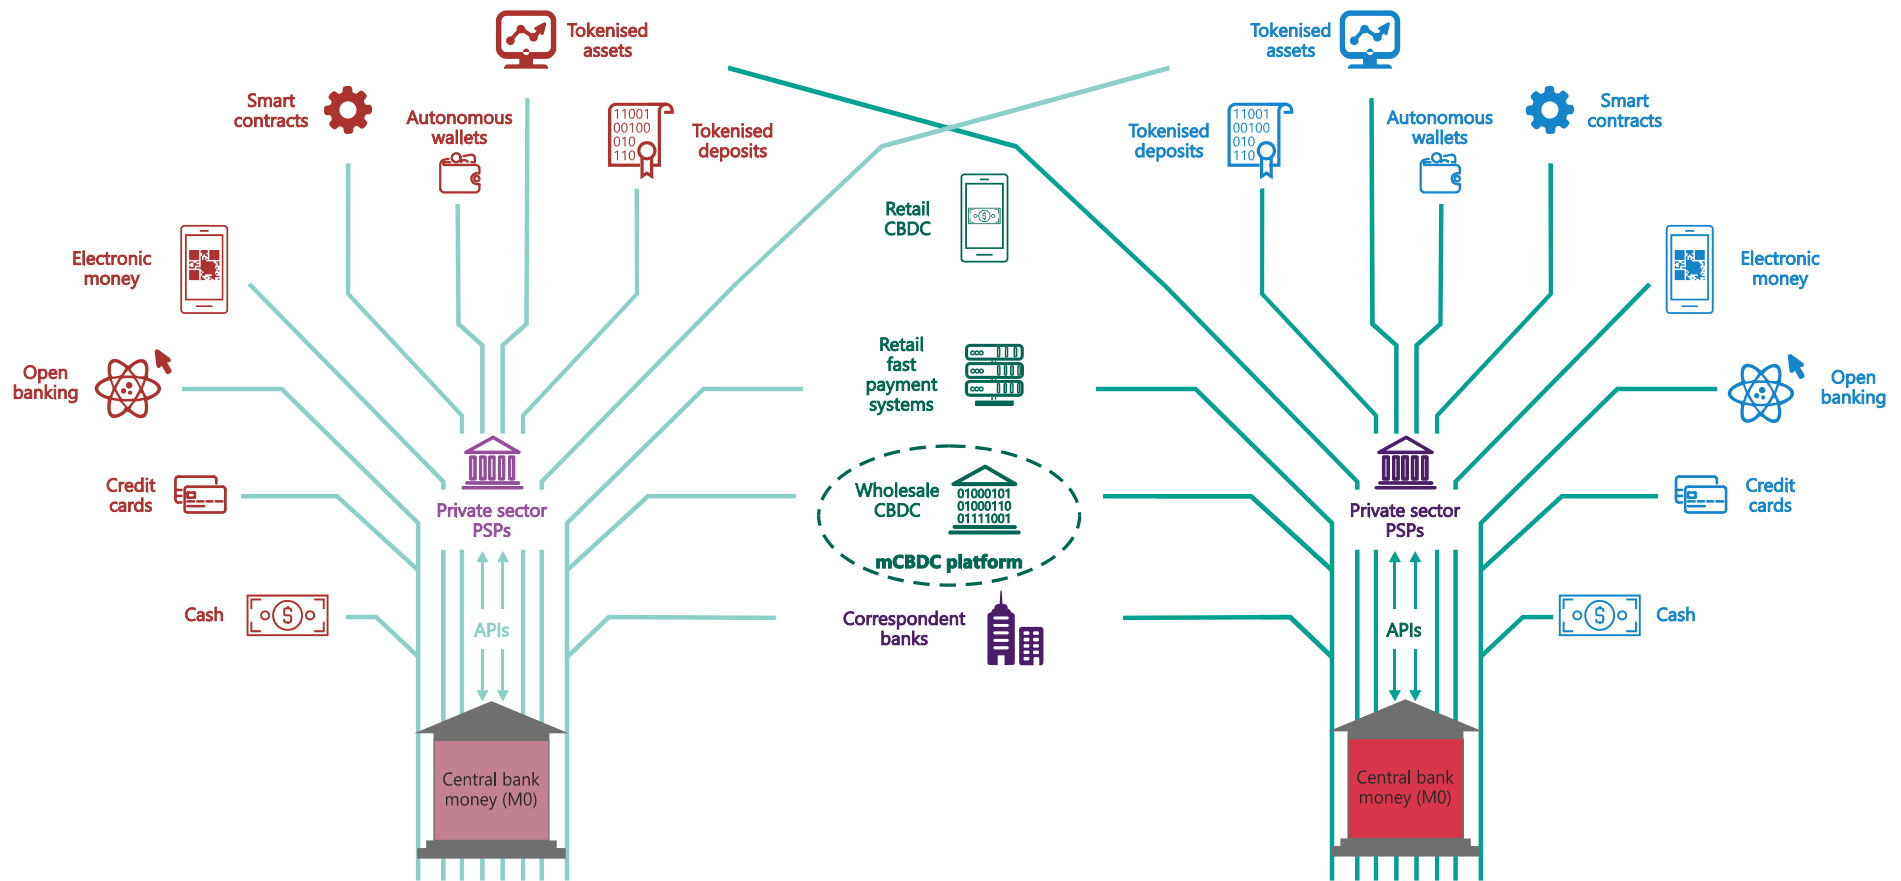 Tokenised
assets
Smart
contracts
Autonomous
wallets
11001
00100
010
110
Tokenised
deposits
Electronic
money
Open
banking
Credit
cards
Cash
$
Private sector
PSPs
APIs
Central bank
money (M0)
Retail
CBDC
$
Retail
fast
payment
systems
Wholesale
CBDC
01000101
01000110
01111001
mCBDC platform
Correspondent
banks
Tokenised
assets
Tokenised
deposits
11001
00100
010
110
Autonomous
wallets
Smart
contracts
Electronic
money
Open
banking
Credit
cards
Cash
$
Private sector
PSPs
APIs
Central bank
money (M0)